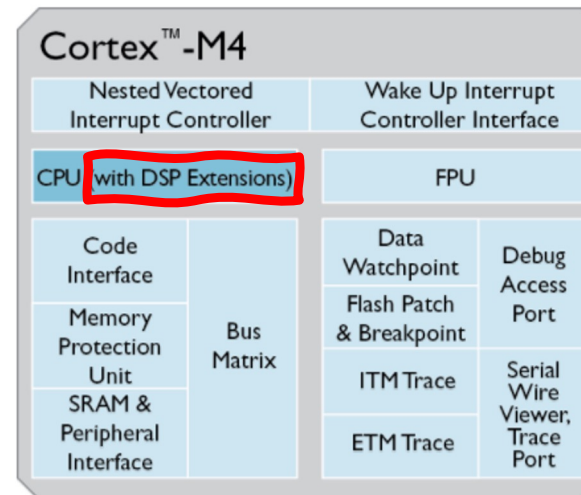 Cortex™-M4
Nested Vectored
Interrupt Controller
Wake Up Interrupt
Controller Interface
CPU (with DSP Extensions)
FPU
Code
Interface
Memory
Protection
Unit
SRAM &
Peripheral
Interface
Bus
Matrix
Data
Watchpoint
Flash Patch
& Breakpoint
ITM Trace
ETM Trace
Debug
Access
Port
Serial
Wire
Viewer,
Trace
Port